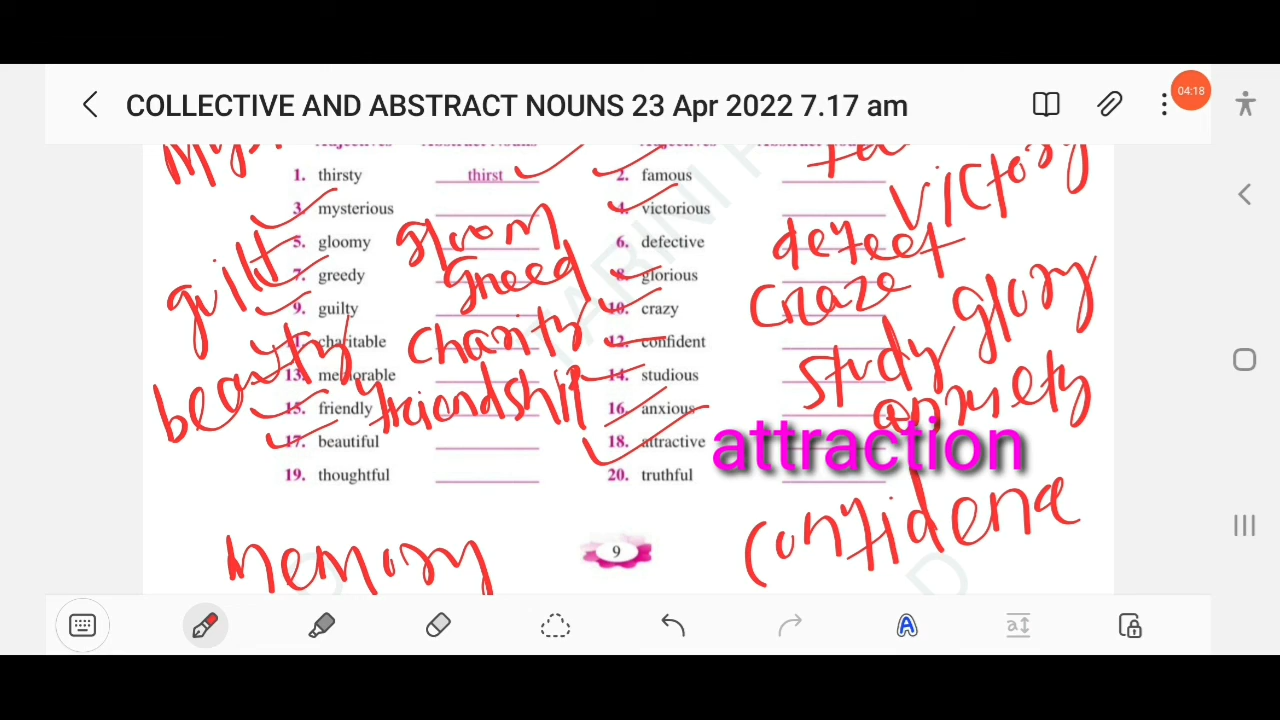 04:18
COLLECTIVE AND ABSTRACT NOUNS 23 Apr 2022 7.17 am
1. thirsty thirst 2. famous
3. mysterious 4. victorious victory
5. gloomy gloom 6. defective defect
7. greedy Greed 8. glorious glory
9. guilty guilt 10. crazy craze
11. charitable charity 12. confident
13. memorable 14. studious study
15. friendly friendship 16. anxious anxiety
17. beautiful beauty 18. attractive attraction
19. thoughtful 20. truthful
memory confidence
9